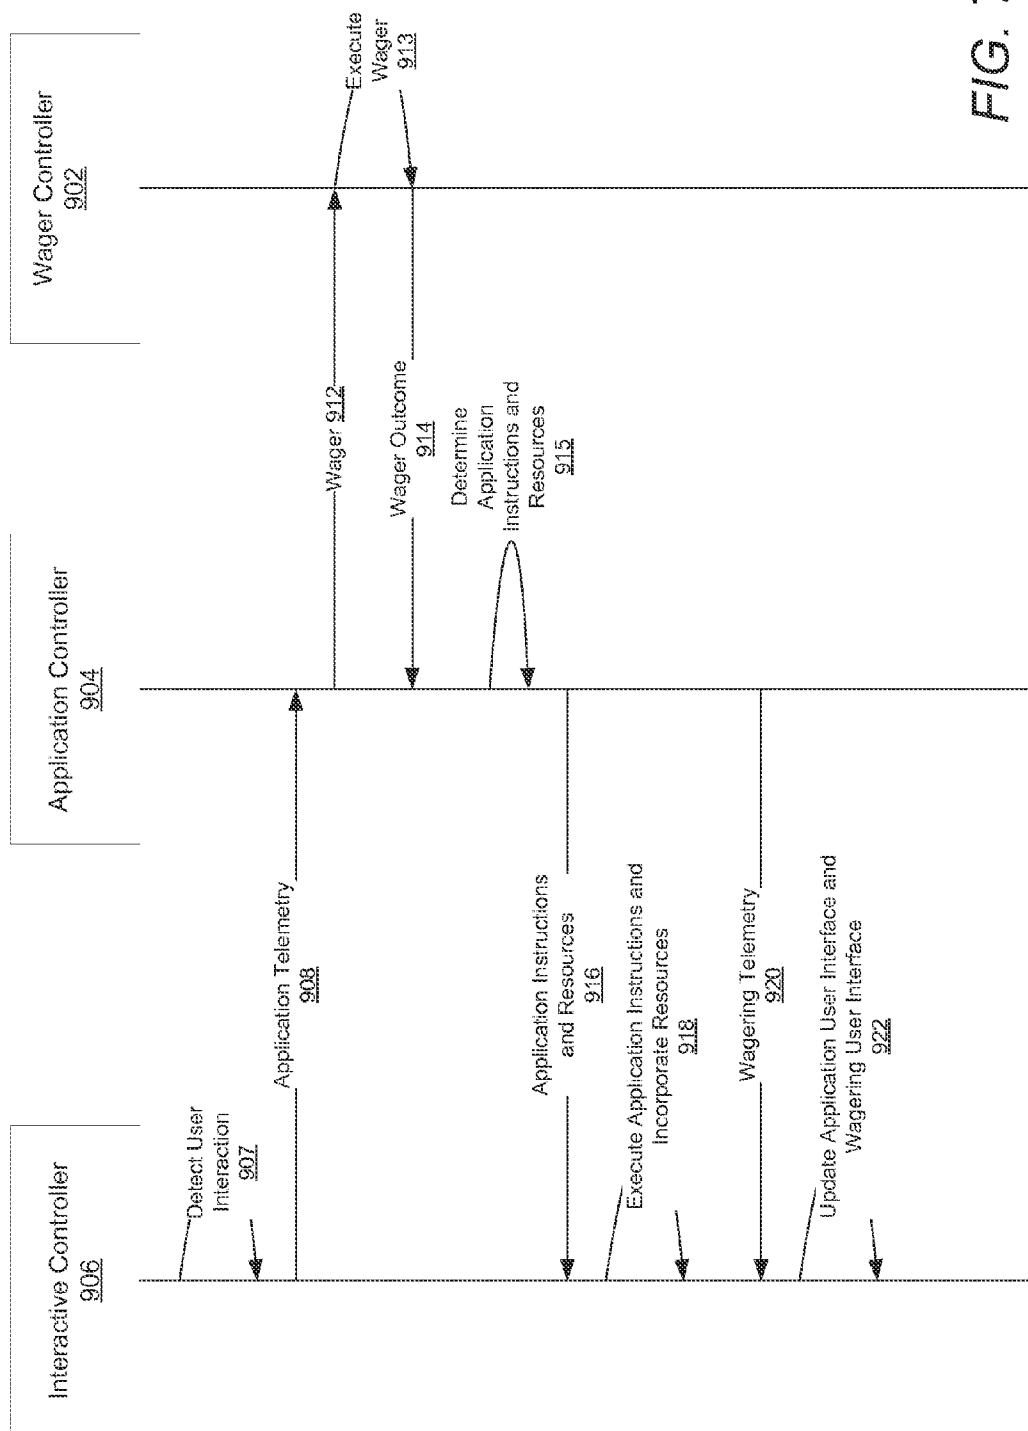 Interactive Controller
906
Application Controller
904
Wager Controller
902
Detect User
Interaction
907
Application Telemetry
908
Wager 912
Execute
Wager
913
Wager Outcome
914
Determine
Application
Instructions and
Resources
915
Application Instructions
and Resources
916
Execute Application Instructions and
Incorporate Resources
918
Wagering Telemetry
920
Update Application User Interface and
Wagering User Interface
922
FIG.